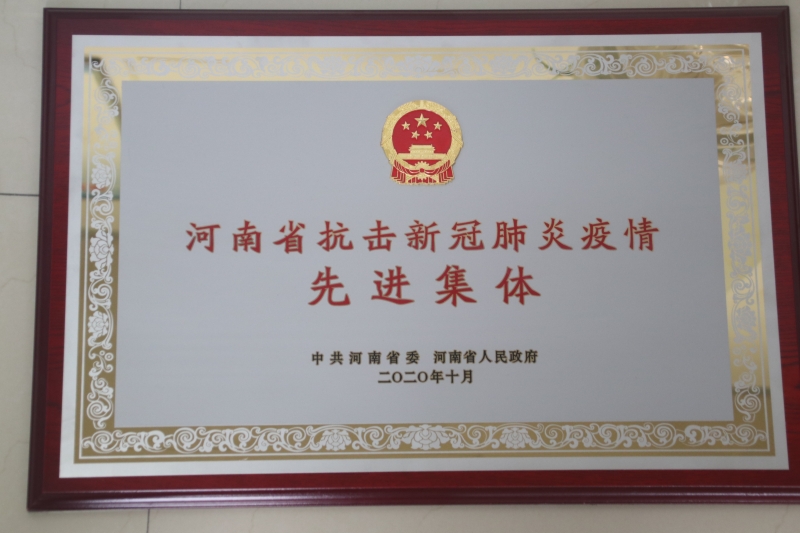 河南省抗击新冠肺炎疫情
先进集体
中共河南省委 河南省人民政府
二〇二〇年十月